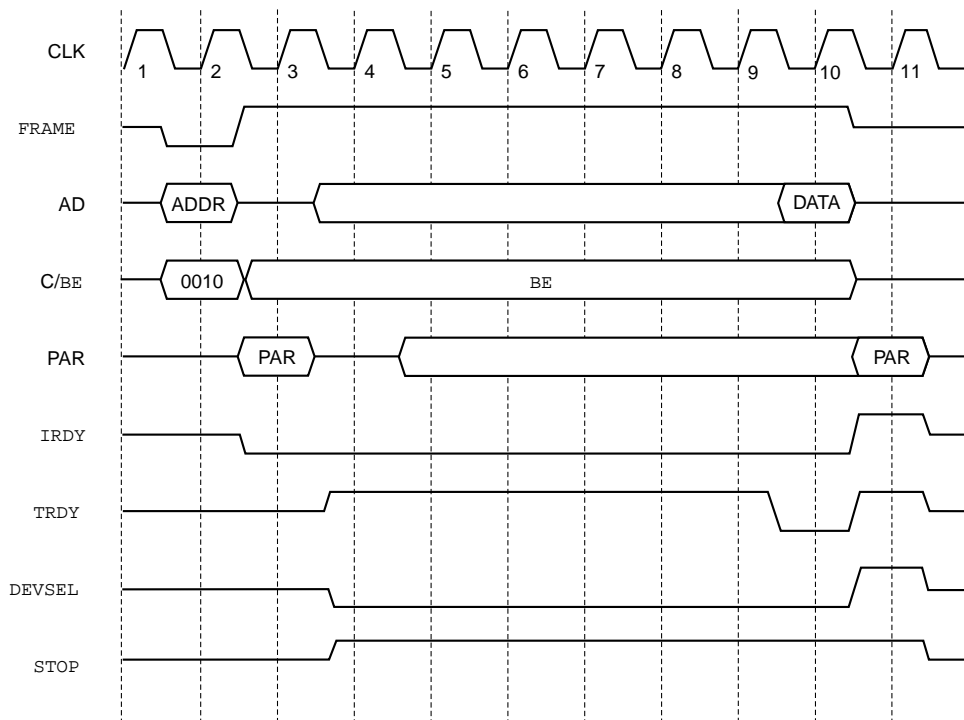 CLK
1 2 3 4 5 6 7 8 9 10 11
FRAME
AD ADDR DATA
C/BE 0010 BE
PAR PAR PAR
IRDY
TRDY
DEVSEL
STOP